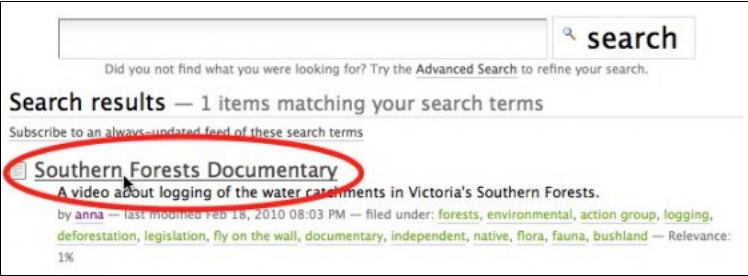 search
Did you not find what you were looking for? Try the Advanced Search to refine your search.
Search results — 1 items matching your search terms
Subscribe to an always-updated feed of these search terms
Southern Forests Documentary
A video about logging of the water catchments in Victoria's Southern Forests.
by anna — last modified Feb 18, 2010 08:03 PM — filed under: forests, environmental, action group, logging,
deforestation, legislation, fly on the wall, documentary, independent, native, flora, fauna, bushland — Relevance:
1%